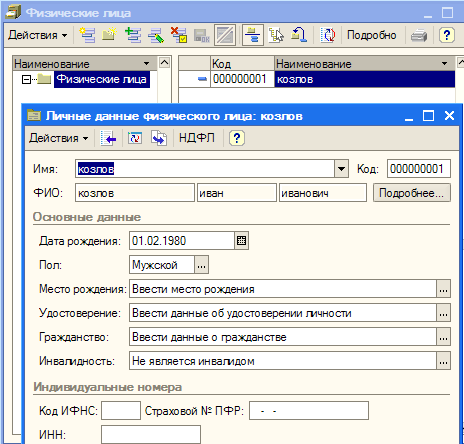 Физические лица
Действия Подробно
Наименование Код Наименование
Физические лица 000000001 козлов
Личные данные физического лица: козлов
Действия НДФЛ
Имя: козлов Код: 000000001
ФИО: козлов иван иванович Подробнее...
Основные данные
Дата рождения: 01.02.1980
Пол: Мужской ...
Место рождения: Ввести место рождения ...
Удостоверение: Ввести данные об удостоверении личности ...
Гражданство: Ввести данные о гражданстве ...
Инвалидность: Не является инвалидом ...
Индивидуальные номера
Код ИФНС: Страховой № ПФР: - -
ИНН: